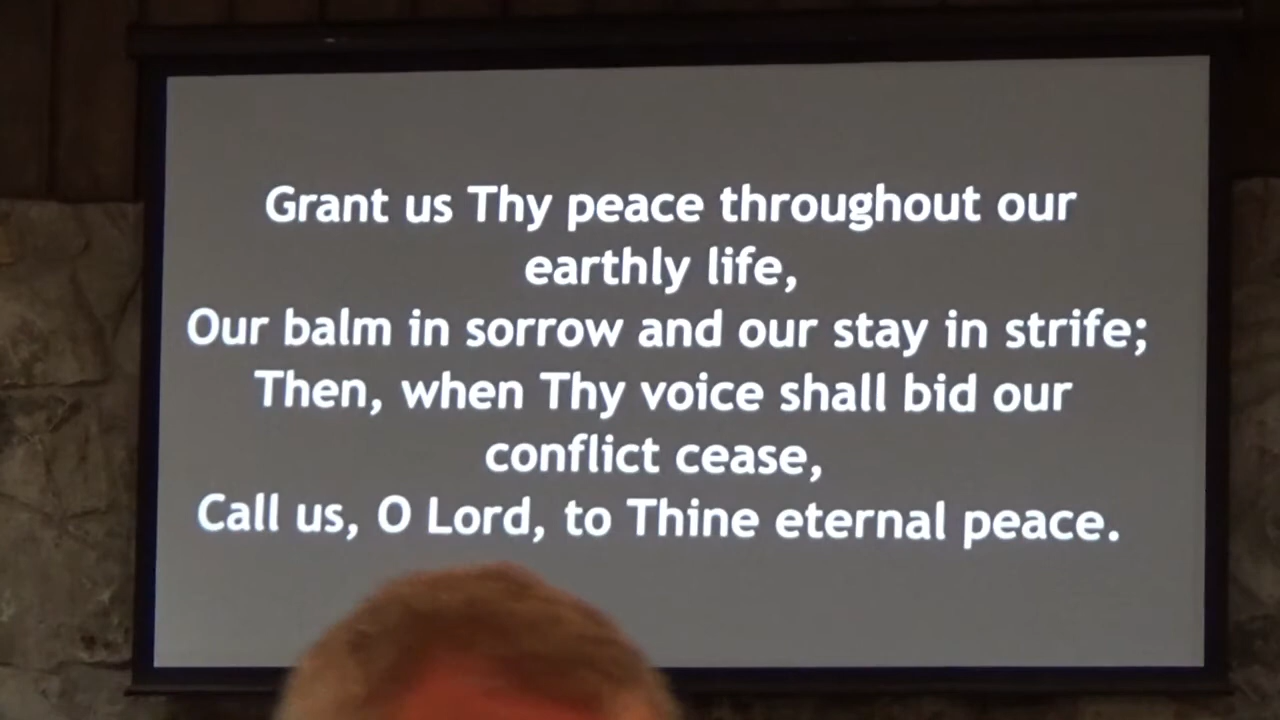 Grant us Thy peace throughout our
earthly life,
Our balm in sorrow and our stay in strife;
Then, when Thy voice shall bid our
conflict cease,
Call us, O Lord, to Thine eternal peace.